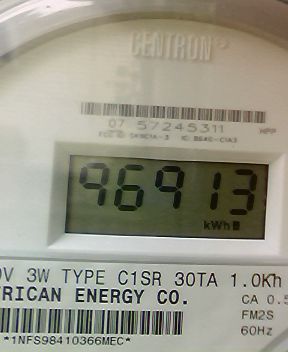 CENTRON®
07 57245311
96913
kWh
0V 3W TYPE C1SR 30TA 1.0Kh
RICAN ENERGY CO.
CA 0.5
FM2S
60Hz
*1NFS98410366MEC*